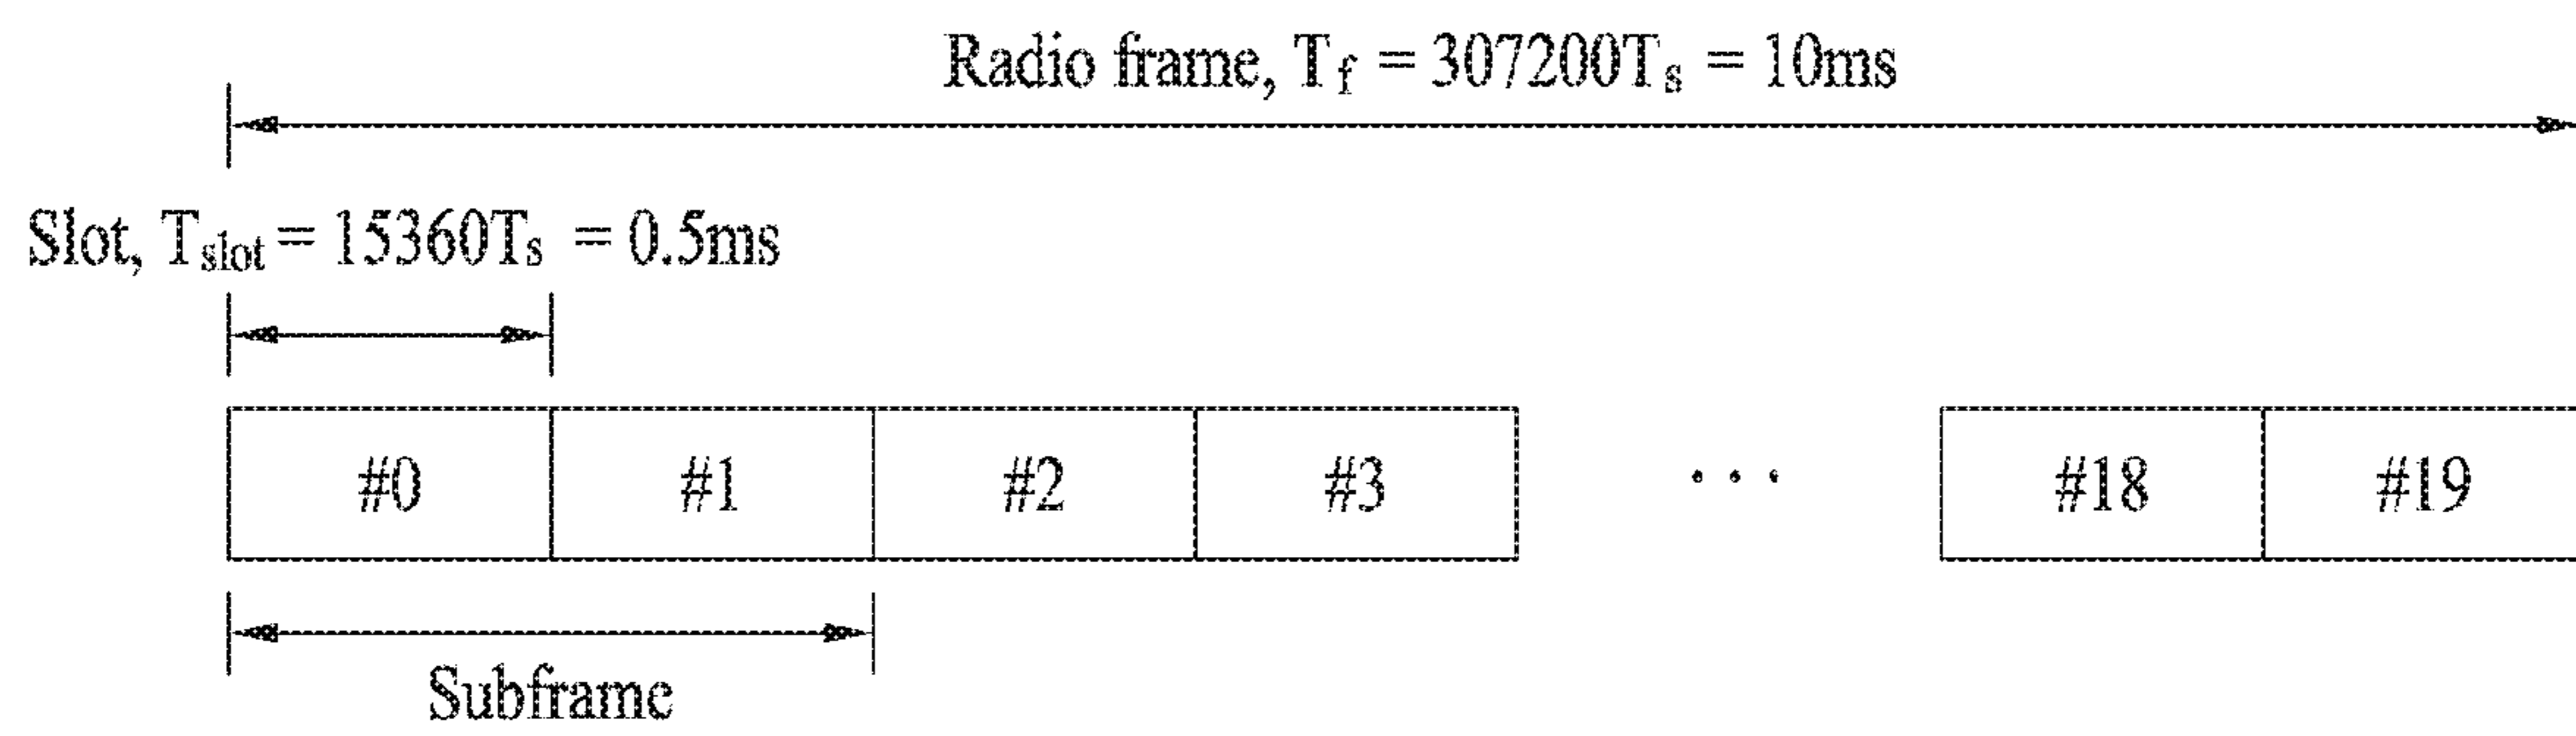 Radio frame, Tf = 307200Ts = 10ms
Slot, Tslot = 15360Ts = 0.5ms
#0 #1 #2 #3 ... #18 #19
Subframe